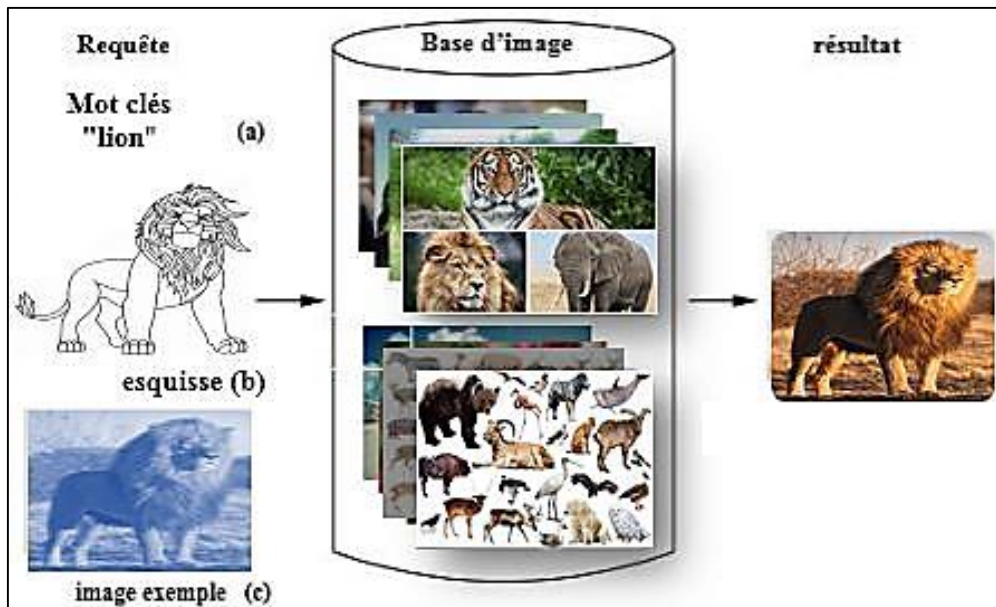 Requête
Mot clés
"lion"
(a)
esquisse (b)
image exemple (c)
Base d'image
résultat